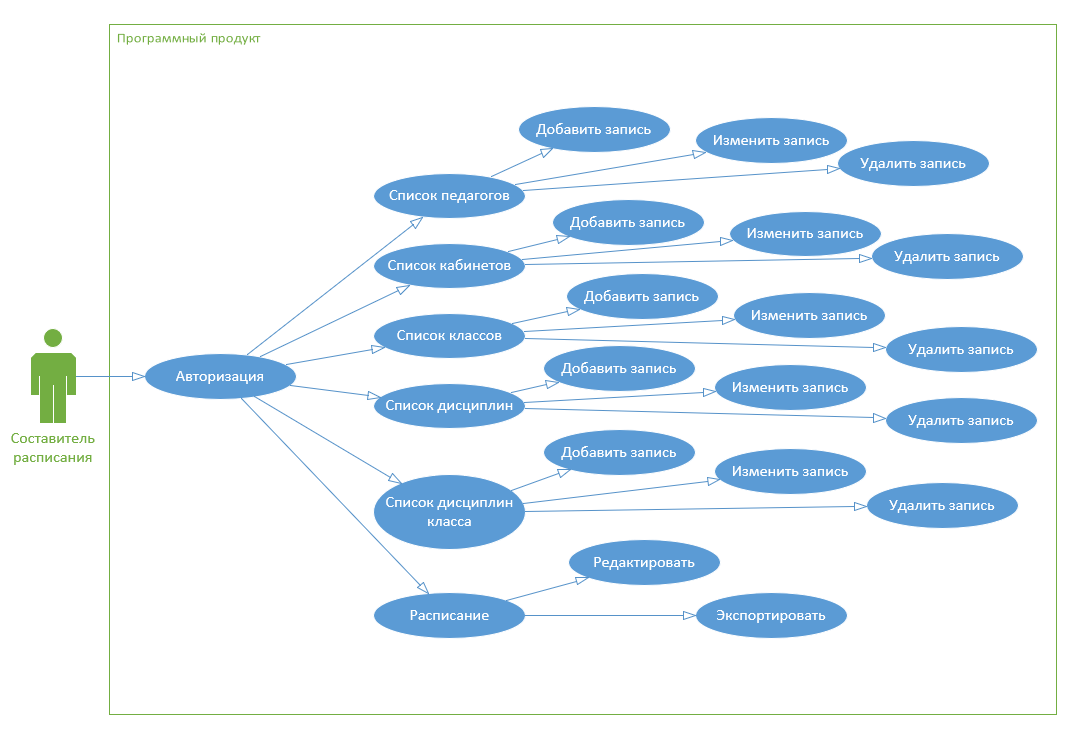 Программный продукт
Добавить запись
Изменить запись
Удалить запись
Список педагогов
Добавить запись
Изменить запись
Удалить запись
Список кабинетов
Добавить запись
Изменить запись
Удалить запись
Список классов
Добавить запись
Изменить запись
Удалить запись
Список дисциплин
Авторизация
Составитель
расписания
Добавить запись
Изменить запись
Удалить запись
Список дисциплин
класса
Редактировать
Расписание
Экспортировать